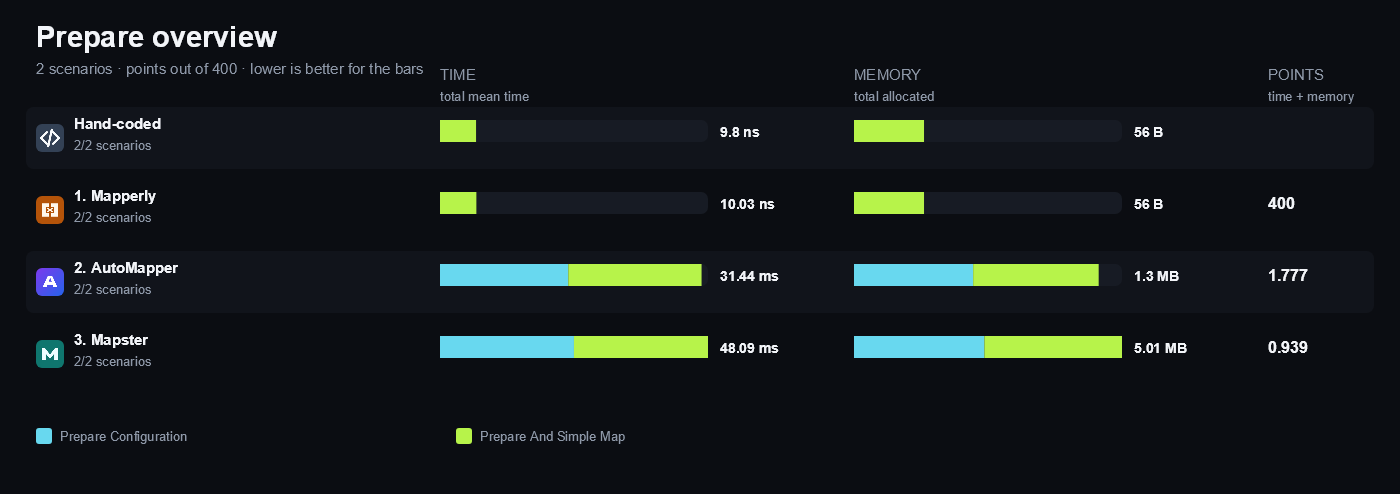 Prepare overview
2 scenarios · points out of 400 · lower is better for the bars
TIME
total mean time
MEMORY
total allocated
POINTS
time + memory
Hand-coded
2/2 scenarios
9.8 ns
56 B
1. Mapperly
2/2 scenarios
10.03 ns
56 B
400
A
2. AutoMapper
2/2 scenarios
31.44 ms
1.3 MB
1.777
M
3. Mapster
2/2 scenarios
48.09 ms
5.01 MB
0.939
Prepare Configuration
Prepare And Simple Map